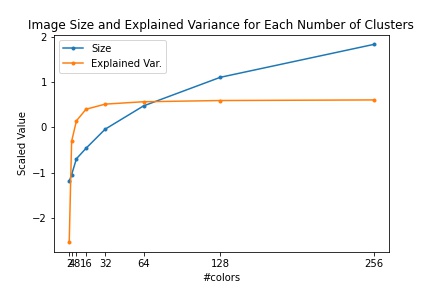 Image Size and Explained Variance for Each Number of Clusters
Size
Explained Var.
Scaled Value
2
1
0
−1
−2
2 4 8 16 32 64 128 256
#colors